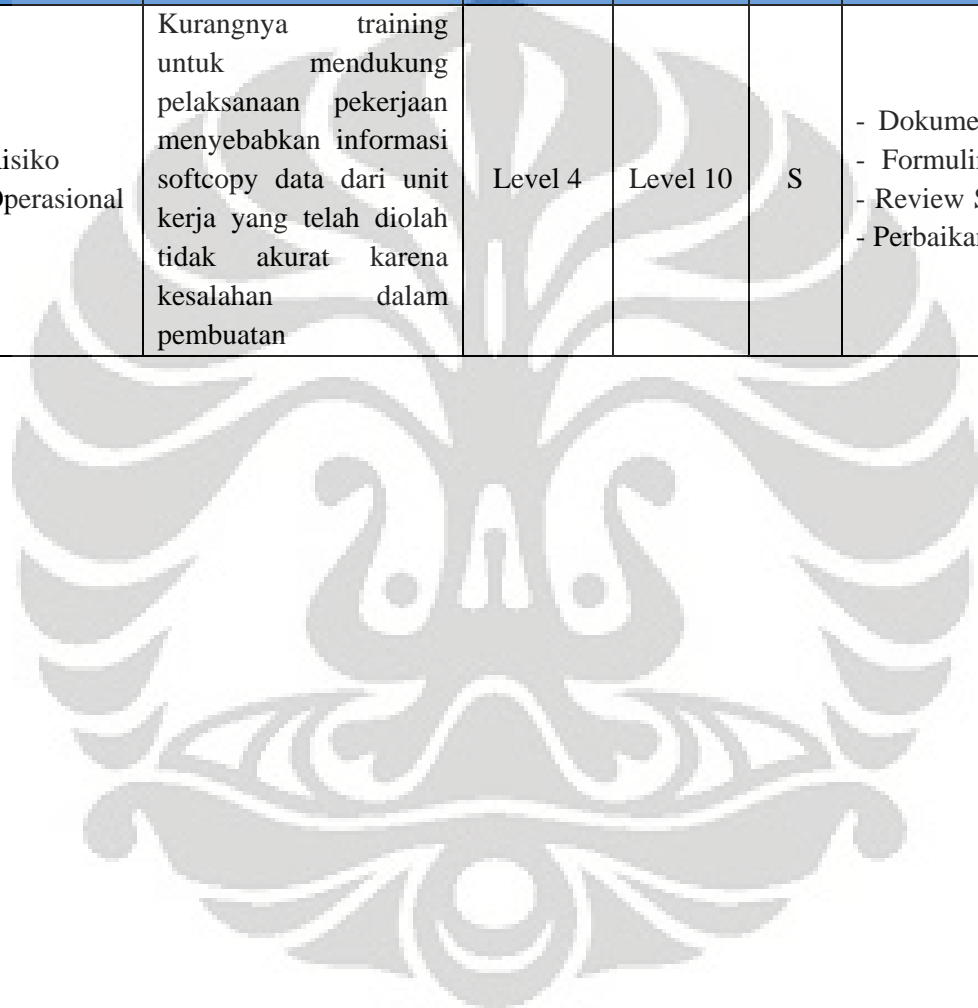 isiko
perasional
Kurangnya training
untuk mendukung
pelaksanaan pekerjaan
menyebabkan informasi
softcopy data dari unit
kerja yang telah diolah
tidak akurat karena
kesalahan dalam
pembuatan
Level 4
Level 10
S
- Dokume
- Formuli
- Review
- Perbaika